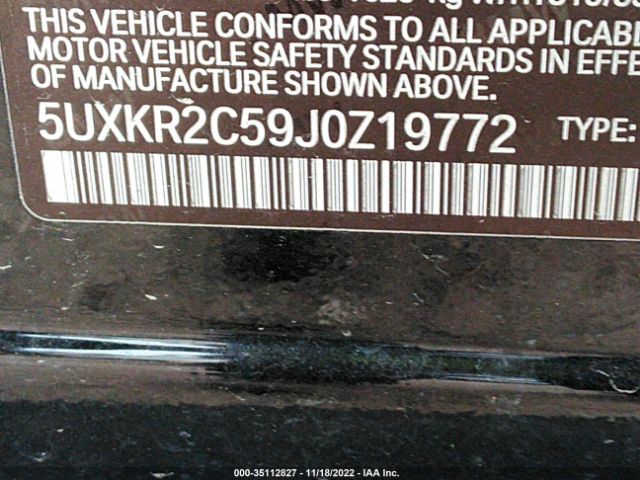 THIS VEHICLE CONFORMS TO ALL APPLICABL
MOTOR VEHICLE SAFETY STANDARDS IN EFFE
OF MANUFACTURE SHOWN ABOVE.
5UXKR2C59J0Z19772 TYPE:
000-35112827 - 11/18/2022 - IAA Inc.